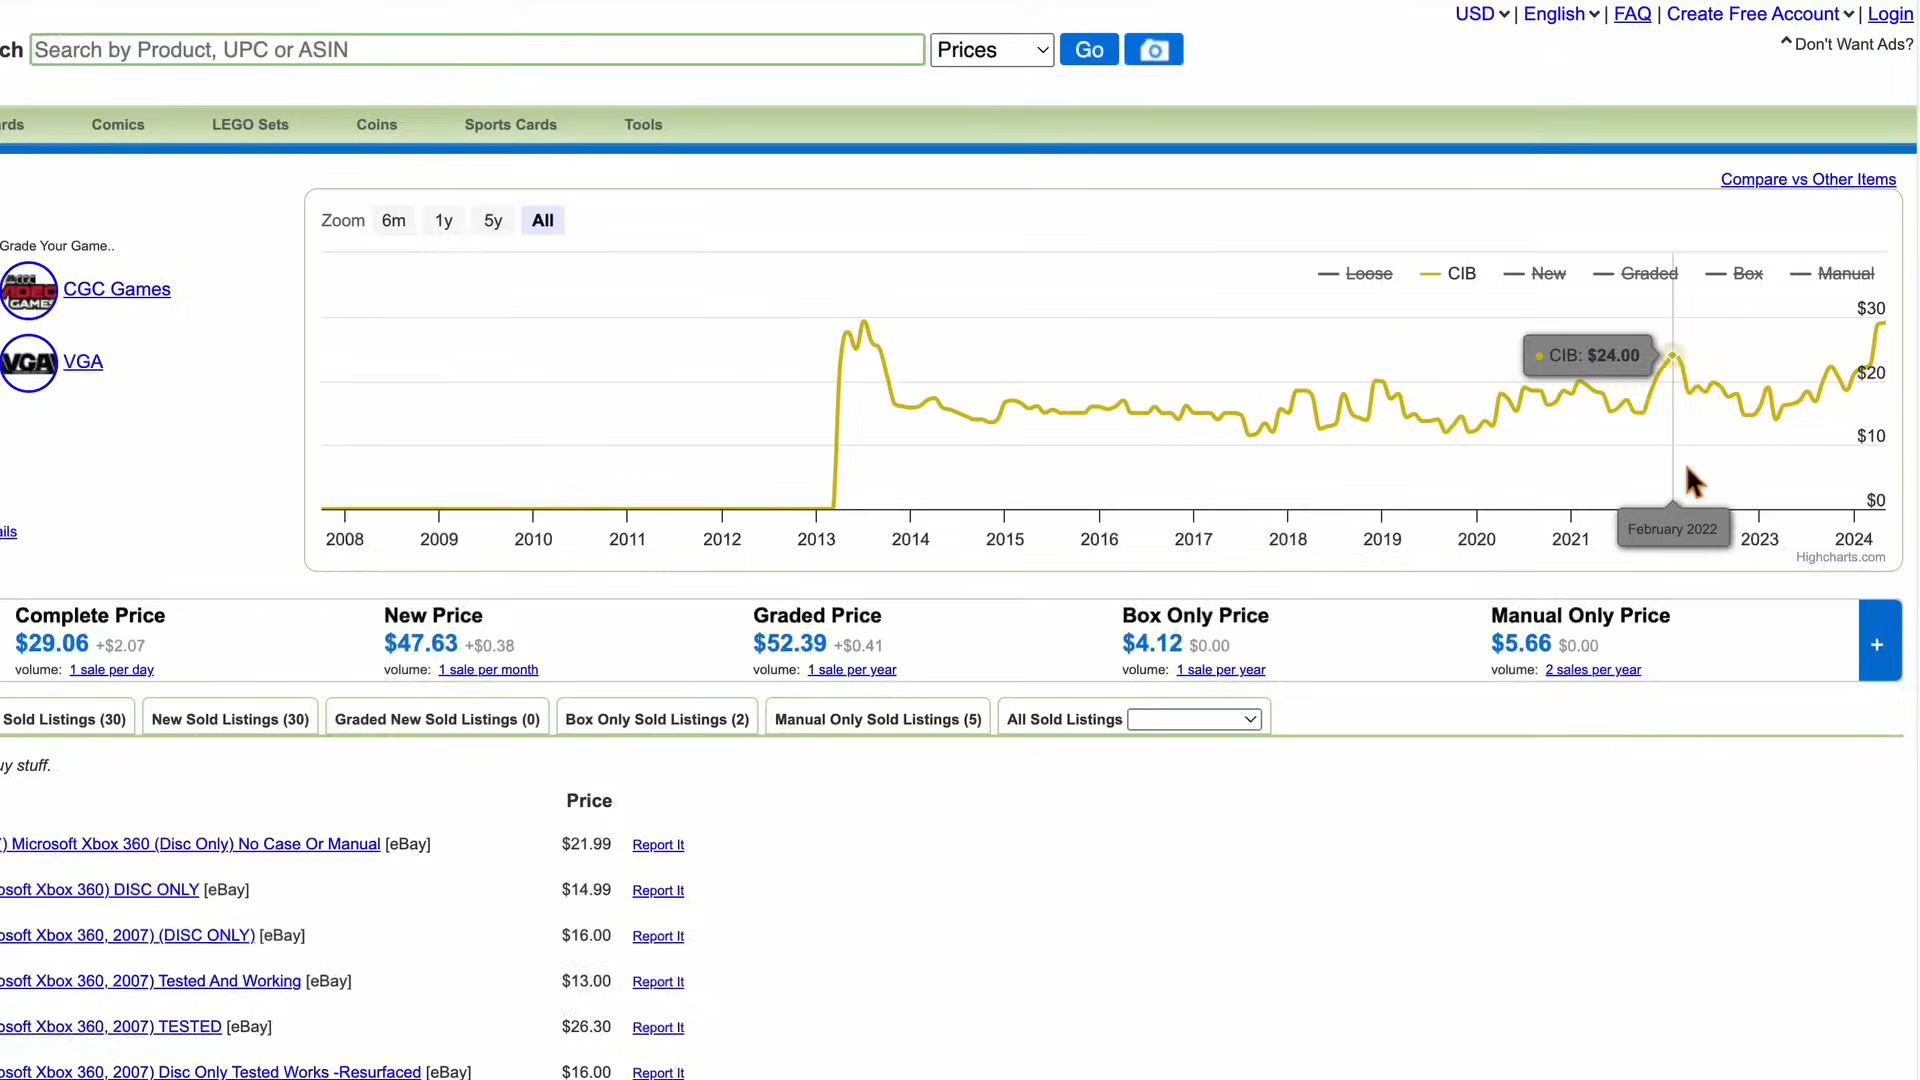 USD | English | FAQ | Create Free Account | Login
ch Search by Product, UPC or ASIN Prices Go
^ Don't Want Ads?
rds Comics LEGO Sets Coins Sports Cards Tools
Compare vs Other Items
Zoom 6m 1y 5y All
Grade Your Game..
CGC VIDEO GAMES CGC Games
VGA VGA
Loose CIB New Graded Box Manual
$30
CIB: $24.00
$20
$10
$0
ails
February 2022
2008 2009 2010 2011 2012 2013 2014 2015 2016 2017 2018 2019 2020 2021 2023 2024
Highcharts.com
Complete Price New Price Graded Price Box Only Price Manual Only Price
$29.06 +$2.07 $47.63 +$0.38 $52.39 +$0.41 $4.12 $0.00 $5.66 $0.00 +
volume: 1 sale per day volume: 1 sale per month volume: 1 sale per year volume: 1 sale per year volume: 2 sales per year
Sold Listings (30) New Sold Listings (30) Graded New Sold Listings (0) Box Only Sold Listings (2) Manual Only Sold Listings (5) All Sold Listings
uy stuff.
Price
) Microsoft Xbox 360 (Disc Only) No Case Or Manual [eBay] $21.99 Report It
osoft Xbox 360) DISC ONLY [eBay] $14.99 Report It
osoft Xbox 360, 2007) (DISC ONLY) [eBay] $16.00 Report It
osoft Xbox 360, 2007) Tested And Working [eBay] $13.00 Report It
osoft Xbox 360, 2007) TESTED [eBay] $26.30 Report It
osoft Xbox 360, 2007) Disc Only Tested Works -Resurfaced [eBay] $16.00 Report It